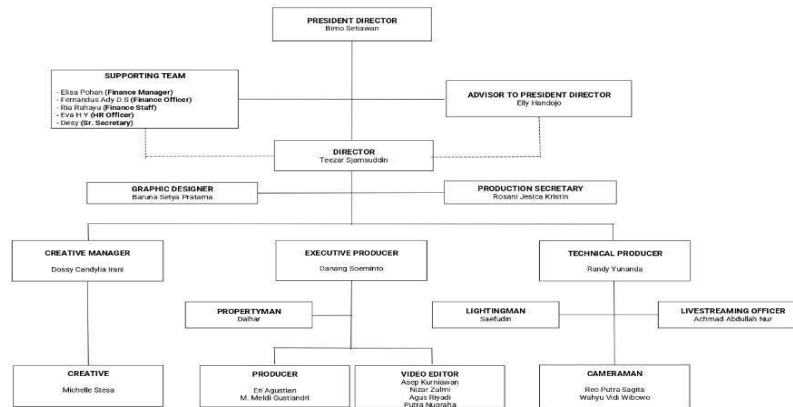 PRESIDENT DIRECTOR
Bimo Setiawan
SUPPORTING TEAM
- Elisa Pohan (Finance Manager)
- Fernandus Ady D.S (Finance Officer)
- Ria Rahayu (Finance Staff)
- Eva H Y (HR Officer)
- Desy (Sr. Secretary)
ADVISOR TO PRESIDENT DIRECTOR
Elly Handojo
DIRECTOR
Teezar Sjamsuddin
GRAPHIC DESIGNER
Baruna Setya Pratama
PRODUCTION SECRETARY
Rosani Jesica Kristin
CREATIVE MANAGER
Dossy Candylia Irani
EXECUTIVE PRODUCER
Danang Soeminto
TECHNICAL PRODUCER
Randy Yunanda
PROPERTYMAN
Dalhar
LIGHTINGMAN
Saefudin
LIVESTREAMING OFFICER
Achmad Abdullah Nur
CREATIVE
Michelle Stesa
PRODUCER
Eri Agustian
M. Meldi Gustiandri
VIDEO EDITOR
Asep Kurniawan
Nizar Zulmi
Agus Riyadi
Putra Nugraha
CAMERAMAN
Reo Putra Sagita
Wahyu Vidi Wibowo